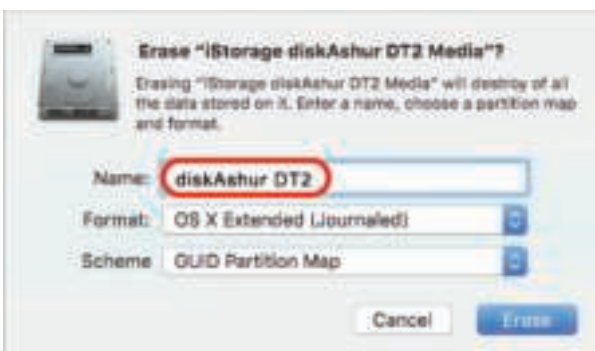 Erase "iStorage diskAshur DT2 Media"?
Erasing "iStorage diskAshur DT2 Media" will destroy of all
the data stored on it. Enter a name, choose a partition map
and format.
Name: diskAshur DT2
Format: OS X Extended (Journaled)
Scheme GUID Partition Map
Cancel Erase